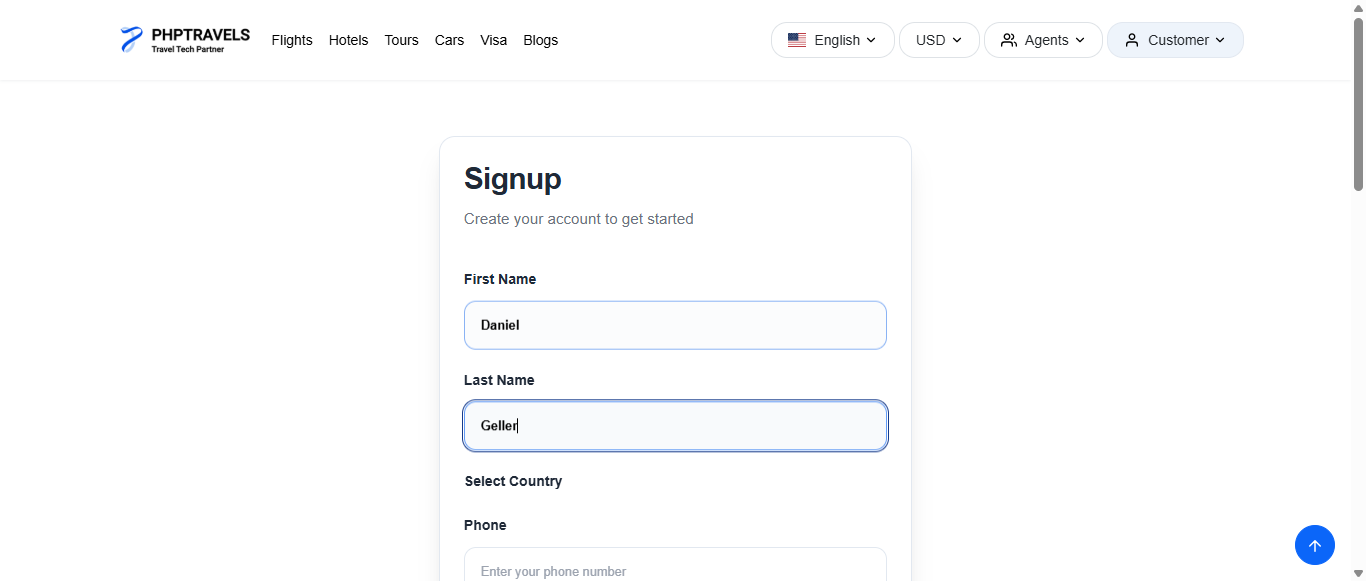 PHPTRAVELS
Travel Tech Partner
Flights Hotels Tours Cars Visa Blogs English USD Agents Customer
Signup
Create your account to get started
First Name
Daniel
Last Name
Geller
Select Country
Phone
Enter your phone number